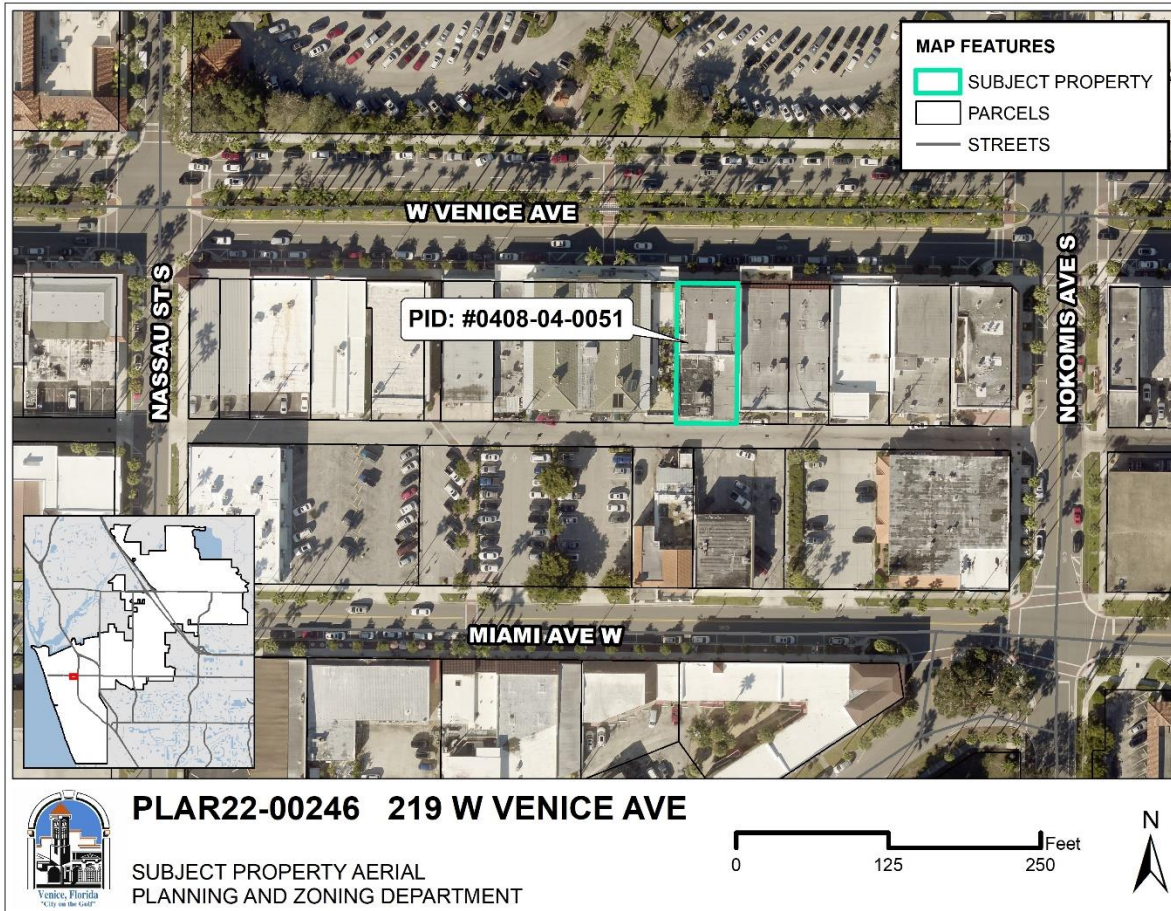 MAP FEATURES
SUBJECT PROPERTY
PARCELS
STREETS
W VENICE AVE
NASSAU ST S
PID: #0408-04-0051
NOKOMIS AVE S
MIAMI AVE W
PLAR22-00246 219 W VENICE AVE
SUBJECT PROPERTY AERIAL
PLANNING AND ZONING DEPARTMENT
Venice, Florida
"City on the Gulf"
Feet
0 125 250
N